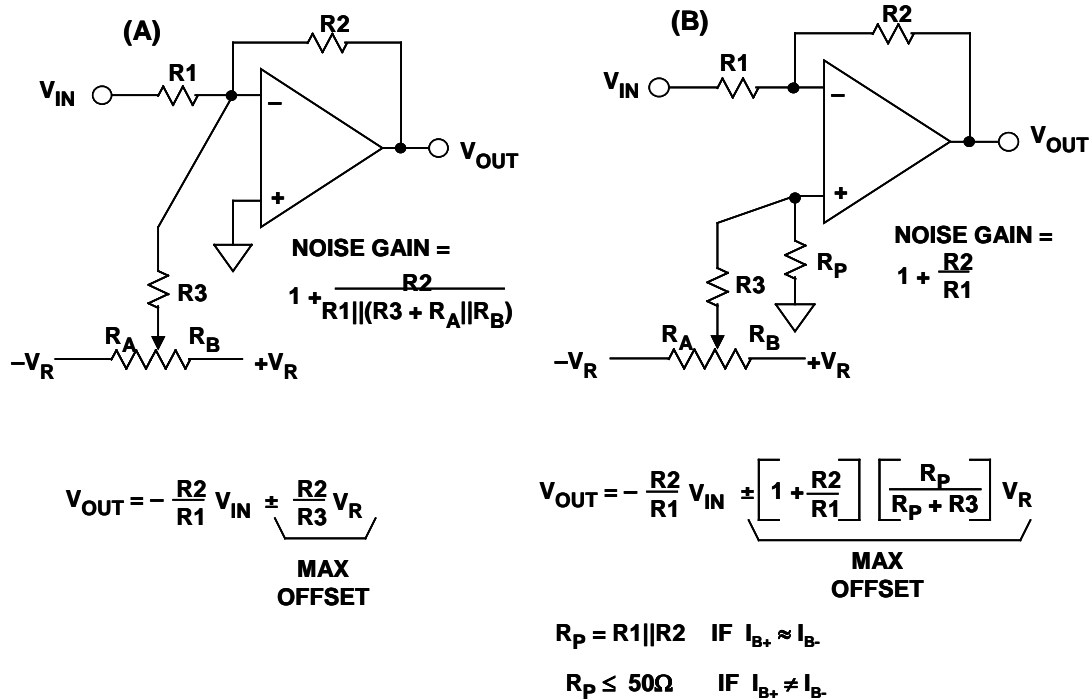 (A)
R2
R1
V_IN
−
+
V_OUT
NOISE GAIN =
1 + R2 / R1||(R3 + R_A||R_B)
R3
R_A
R_B
−V_R
+V_R
V_OUT = − R2/R1 V_IN ± R2/R3 V_R
MAX
OFFSET
(B)
R2
R1
V_IN
−
+
V_OUT
NOISE GAIN =
1 + R2/R1
R_P
R3
R_A
R_B
−V_R
+V_R
V_OUT = − R2/R1 V_IN ± [1 + R2/R1] [R_P / R_P + R3] V_R
MAX
OFFSET
R_P = R1||R2 IF I_B+ ≈ I_B-
R_P ≤ 50Ω IF I_B+ ≠ I_B-